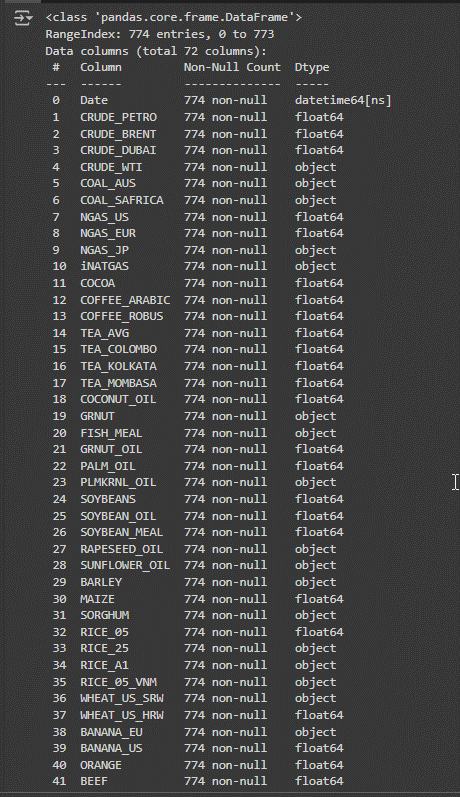 <class 'pandas.core.frame.DataFrame'>
RangeIndex: 774 entries, 0 to 773
Data columns (total 72 columns):
 #   Column         Non-Null Count  Dtype
---  ------         --------------  -----
 0   Date           774 non-null    datetime64[ns]
 1   CRUDE_PETRO    774 non-null    float64
 2   CRUDE_BRENT    774 non-null    float64
 3   CRUDE_DUBAI    774 non-null    float64
 4   CRUDE_WTI      774 non-null    object
 5   COAL_AUS       774 non-null    object
 6   COAL_SAFRICA   774 non-null    object
 7   NGAS_US        774 non-null    float64
 8   NGAS_EUR       774 non-null    float64
 9   NGAS_JP        774 non-null    object
 10  iNATGAS        774 non-null    object
 11  COCOA          774 non-null    float64
 12  COFFEE_ARABIC  774 non-null    float64
 13  COFFEE_ROBUS   774 non-null    float64
 14  TEA_AVG        774 non-null    float64
 15  TEA_COLOMBO    774 non-null    float64
 16  TEA_KOLKATA    774 non-null    float64
 17  TEA_MOMBASA    774 non-null    float64
 18  COCONUT_OIL    774 non-null    float64
 19  GRNUT          774 non-null    object
 20  FISH_MEAL      774 non-null    object
 21  GRNUT_OIL      774 non-null    float64
 22  PALM_OIL       774 non-null    float64
 23  PLMKRNL_OIL    774 non-null    object
 24  SOYBEANS       774 non-null    float64
 25  SOYBEAN_OIL    774 non-null    float64
 26  SOYBEAN_MEAL   774 non-null    float64
 27  RAPESEED_OIL   774 non-null    object
 28  SUNFLOWER_OIL  774 non-null    object
 29  BARLEY         774 non-null    object
 30  MAIZE          774 non-null    float64
 31  SORGHUM        774 non-null    object
 32  RICE_05        774 non-null    float64
 33  RICE_25        774 non-null    object
 34  RICE_A1        774 non-null    object
 35  RICE_05_VNM    774 non-null    object
 36  WHEAT_US_SRW   774 non-null    object
 37  WHEAT_US_HRW   774 non-null    float64
 38  BANANA_EU      774 non-null    object
 39  BANANA_US      774 non-null    float64
 40  ORANGE         774 non-null    float64
 41  BEEF           774 non-null    float64